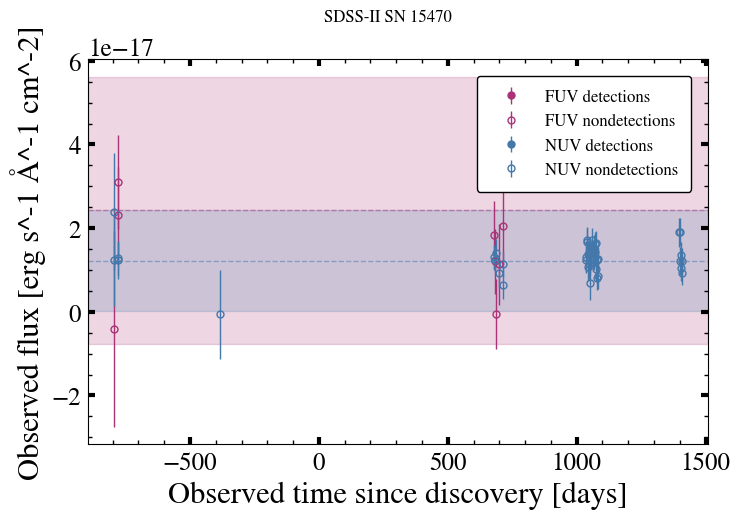 SDSS-II SN 15470
1e−17
6
4
2
0
−2
Observed flux [erg s^-1 Å^-1 cm^-2]
FUV detections
FUV nondetections
NUV detections
NUV nondetections
−500 0 500 1000 1500
Observed time since discovery [days]